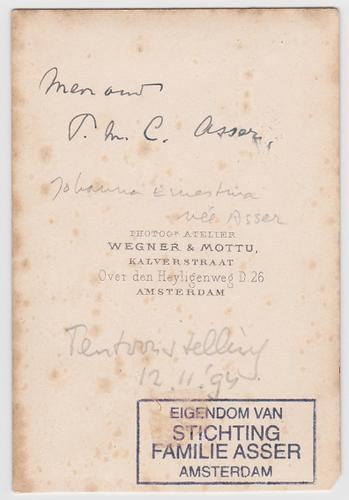 T. M. C. Asser.
Johanna Ernestina
née Asser
PHOTOGR ATELIER
WEGNER & MOTTU,
KALVERSTRAAT
Over den Heyligenweg D 26
AMSTERDAM
Tentoonstelling
12.11.'94
EIGENDOM VAN
STICHTING
FAMILIE ASSER
AMSTERDAM